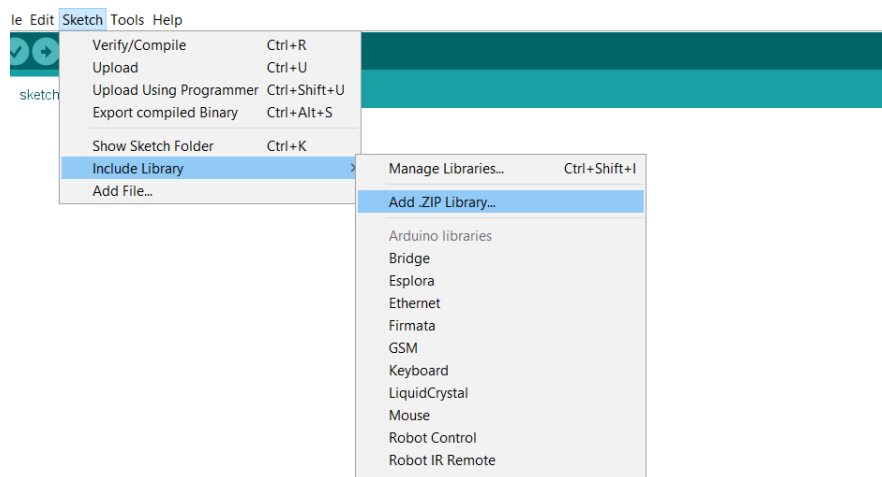 le Edit Sketch Tools Help
Verify/Compile Ctrl+R
Upload Ctrl+U
Upload Using Programmer Ctrl+Shift+U
sketch
Export compiled Binary Ctrl+Alt+S
Show Sketch Folder Ctrl+K
Include Library
Add File...
Manage Libraries... Ctrl+Shift+I
Add .ZIP Library...
Arduino libraries
Bridge
Esplora
Ethernet
Firmata
GSM
Keyboard
LiquidCrystal
Mouse
Robot Control
Robot IR Remote